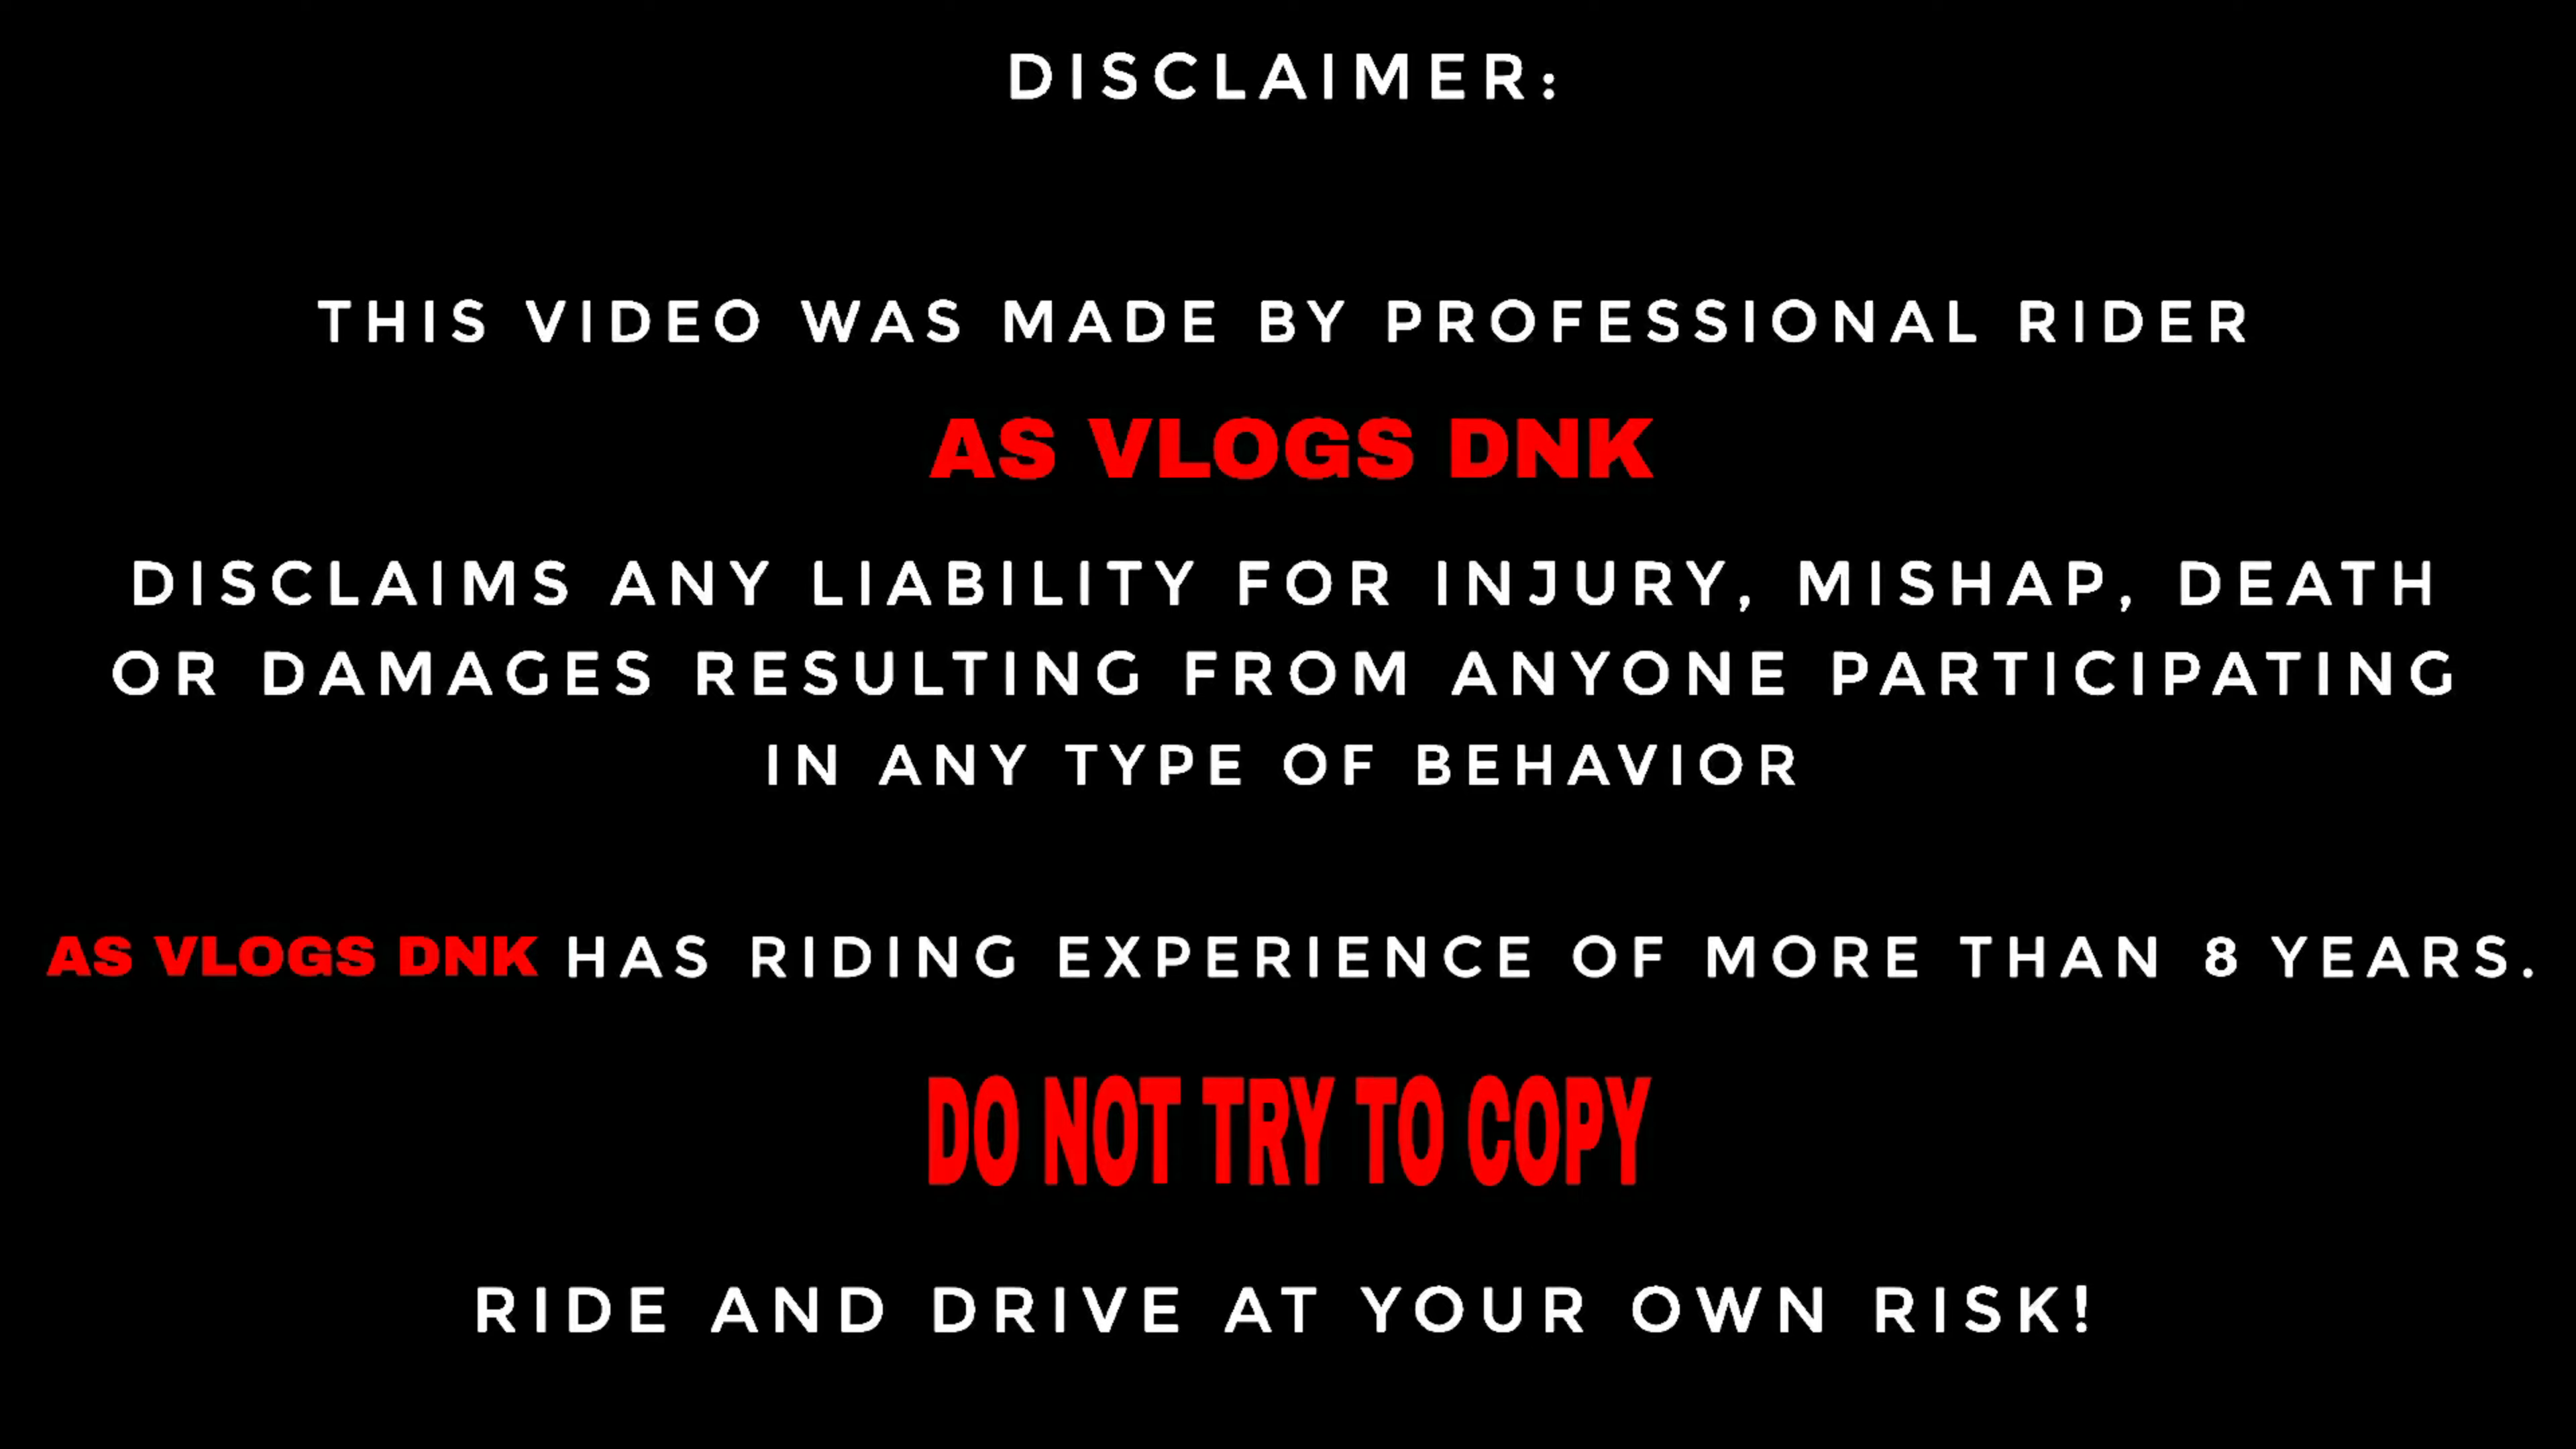 DISCLAIMER:
THIS VIDEO WAS MADE BY PROFESSIONAL RIDER
AS VLOGS DNK
DISCLAIMS ANY LIABILITY FOR INJURY, MISHAP, DEATH
OR DAMAGES RESULTING FROM ANYONE PARTICIPATING
IN ANY TYPE OF BEHAVIOR
AS VLOGS DNK HAS RIDING EXPERIENCE OF MORE THAN 8 YEARS.
DO NOT TRY TO COPY
RIDE AND DRIVE AT YOUR OWN RISK!